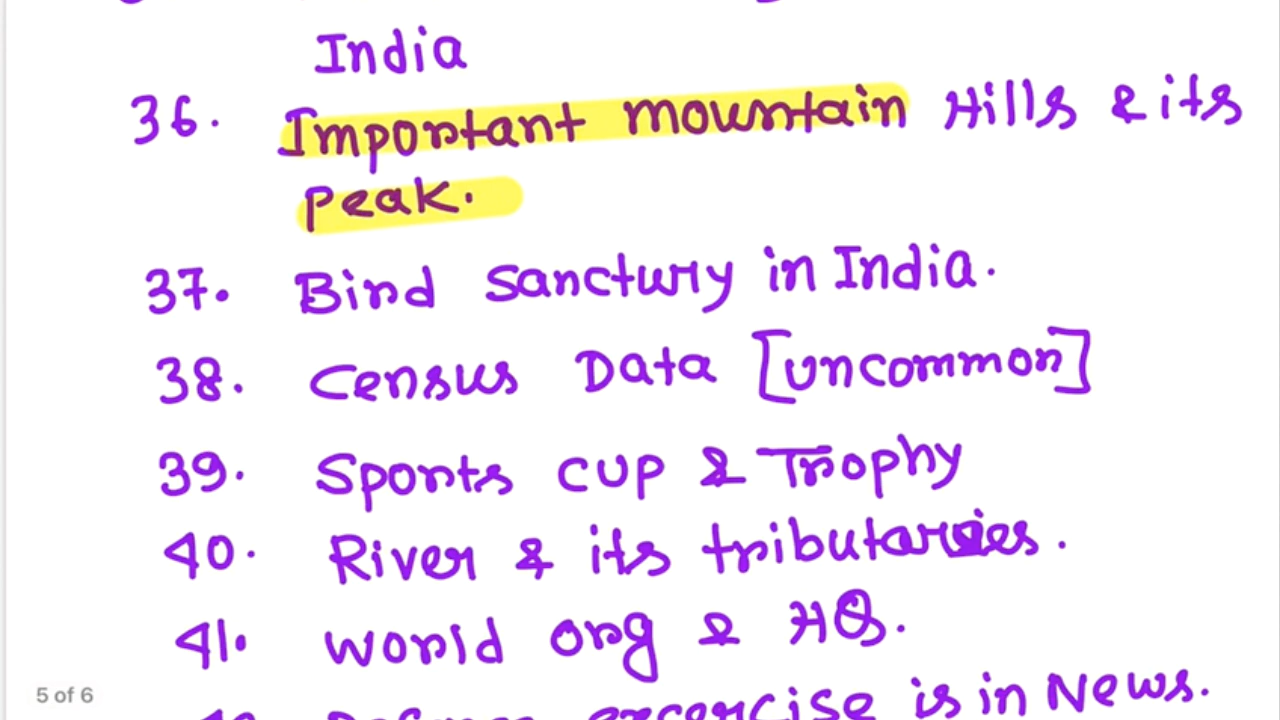 India
36. Important mountain Hills & its
Peak.
37. Bird Sanctury in India.
38. Census Data [uncommon]
39. Sports cup & Trophy
40. River & its tributaries.
41. World Org & HQ.
5 of 6
excercise is in News.